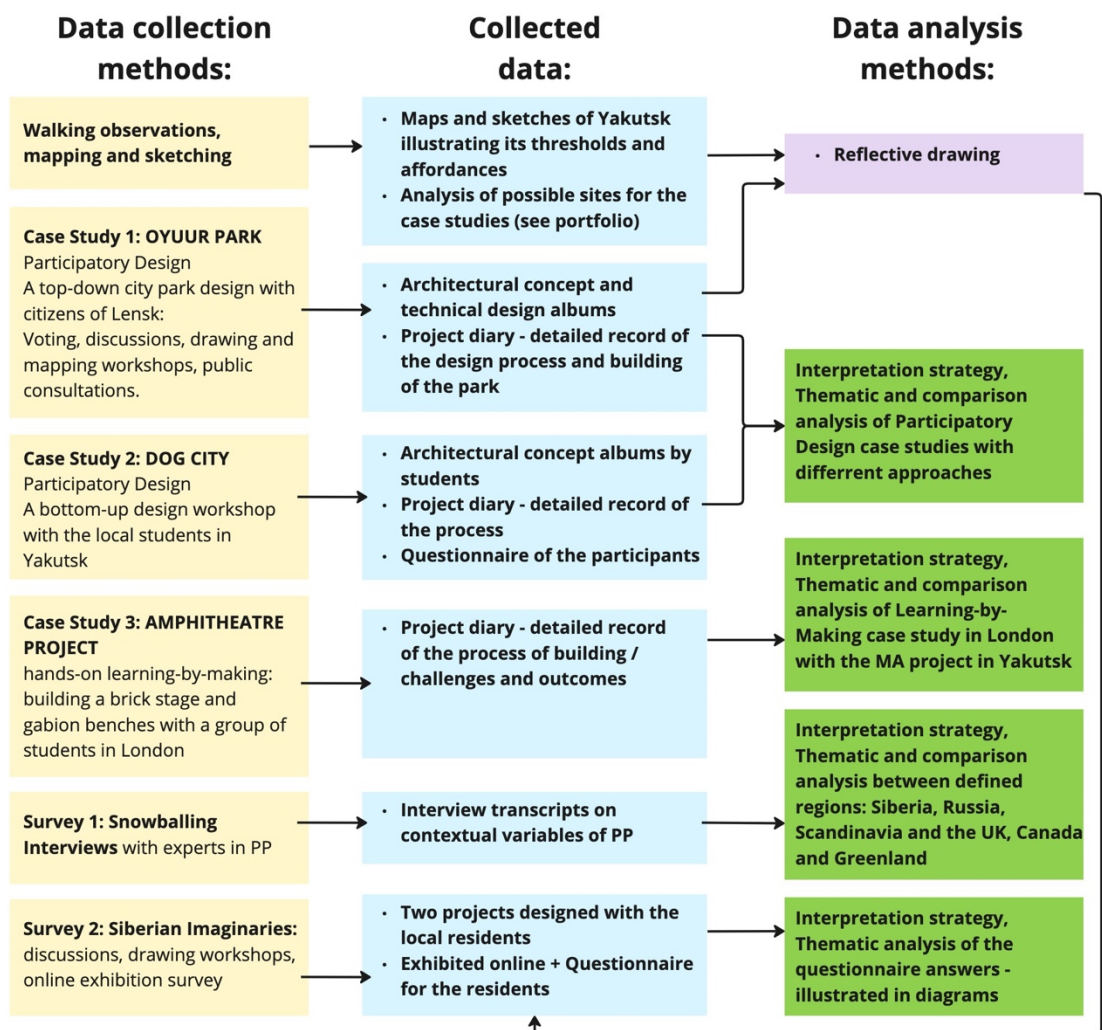 Data collection
methods:
Collected
data:
Data analysis
methods:
Walking observations,
mapping and sketching
· Maps and sketches of Yakutsk
illustrating its thresholds and
affordances
· Analysis of possible sites for the
case studies (see portfolio)
· Reflective drawing
Case Study 1: OYUUR PARK
Participatory Design
A top-down city park design with
citizens of Lensk:
Voting, discussions, drawing and
mapping workshops, public
consultations.
· Architectural concept and
technical design albums
· Project diary - detailed record of
the design process and building
of the park
Interpretation strategy,
Thematic and comparison
analysis of Participatory
Design case studies with
differrent approaches
Case Study 2: DOG CITY
Participatory Design
A bottom-up design workshop
with the local students in
Yakutsk
· Architectural concept albums by
students
· Project diary - detailed record of
the process
· Questionnaire of the participants
Interpretation strategy,
Thematic and comparison
analysis of Learning-by-
Making case study in London
with the MA project in Yakutsk
Case Study 3: AMPHITHEATRE
PROJECT
hands-on learning-by-making:
building a brick stage and
gabion benches with a group of
students in London
· Project diary - detailed record
of the process of building /
challenges and outcomes
Interpretation strategy,
Thematic and comparison
analysis between defined
regions: Siberia, Russia,
Scandinavia and the UK, Canada
and Greenland
Survey 1: Snowballing
Interviews with experts in PP
· Interview transcripts on
contextual variables of PP
Survey 2: Siberian Imaginaries:
discussions, drawing workshops,
online exhibition survey
· Two projects designed with the
local residents
· Exhibited online + Questionnaire
for the residents
Interpretation strategy,
Thematic analysis of the
questionnaire answers -
illustrated in diagrams